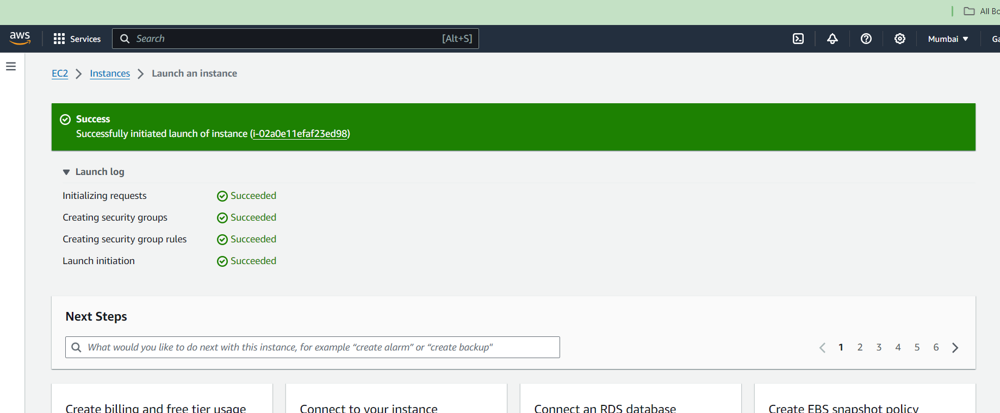 All Bo
aws Services Search [Alt+S] Mumbai Ga
EC2 Instances Launch an instance
Success
Successfully initiated launch of instance (i-02a0e11efaf23ed98)
Launch log
Initializing requests Succeeded
Creating security groups Succeeded
Creating security group rules Succeeded
Launch initiation Succeeded
Next Steps
What would you like to do next with this instance, for example “create alarm” or “create backup" 1 2 3 4 5 6
Create billing and free tier usage Connect to your instance Connect an RDS database Create EBS snapshot policy